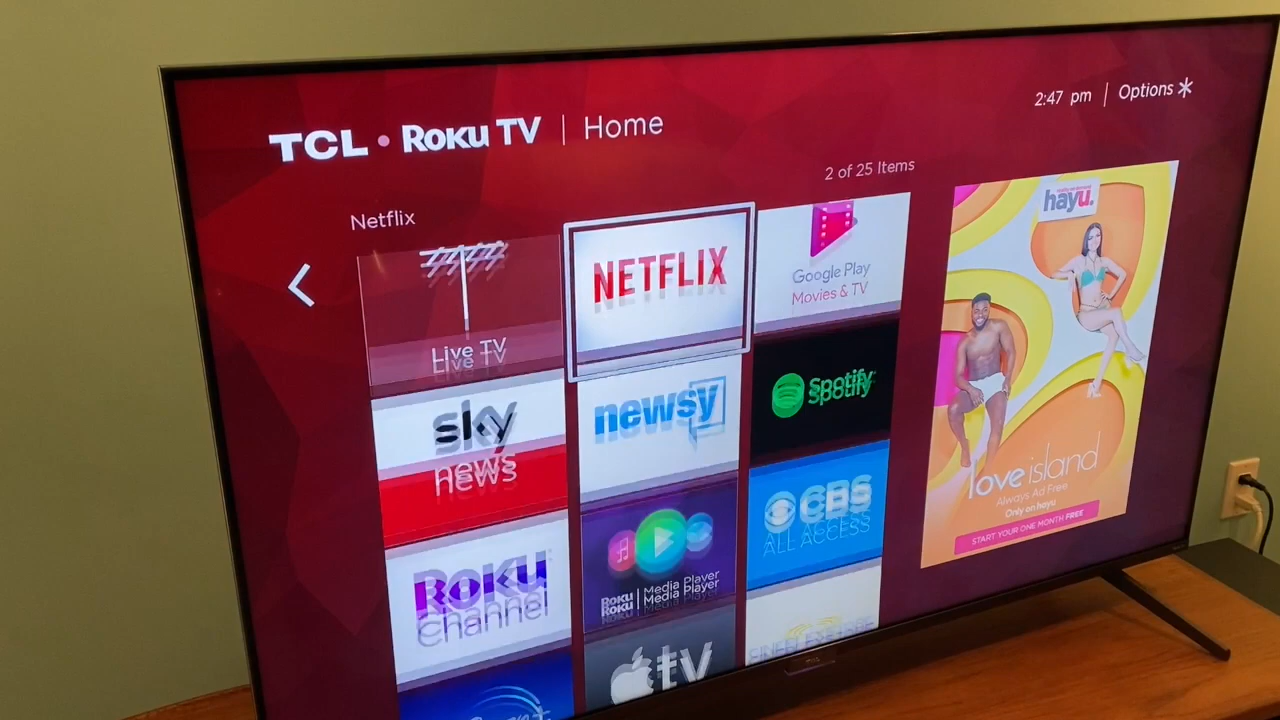 TCL • Roku TV | Home
2:47 pm | Options
2 of 25 Items
Netflix
Live TV
NETFLIX
Google Play
Movies & TV
sky
news
newsy
Spotify
Roku
Channel
Roku | Media Player
CBS
ALL ACCESS
tv
hayu.
love island
Always Ad Free
Only on hayu
START YOUR ONE MONTH FREE